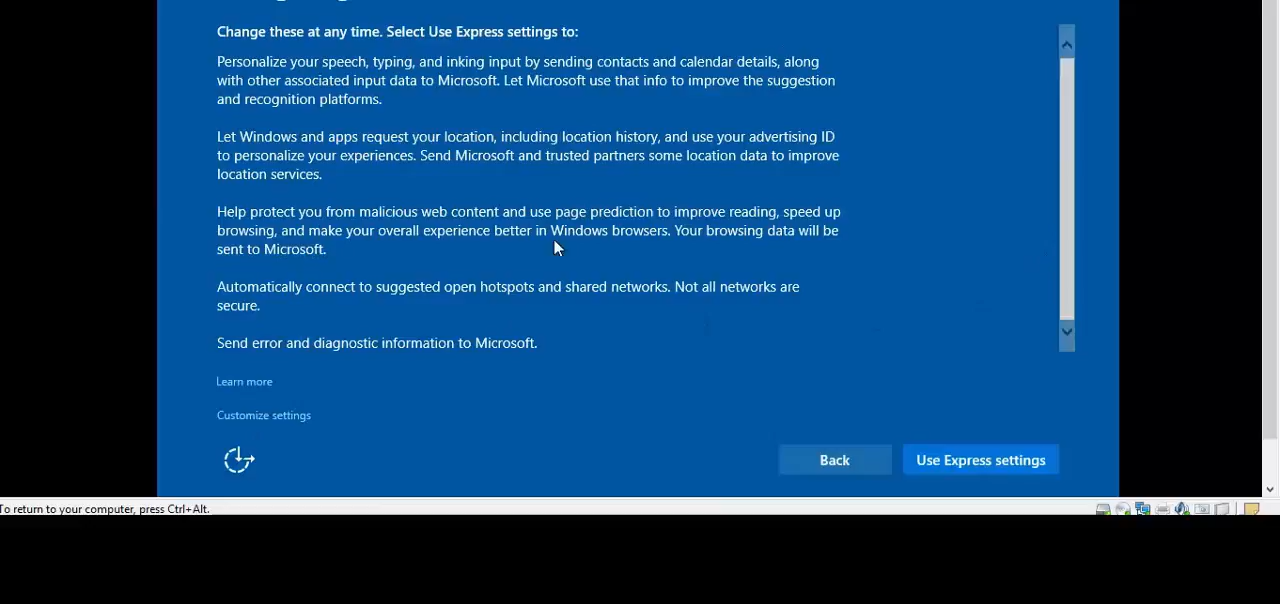 Change these at any time. Select Use Express settings to:
Personalize your speech, typing, and inking input by sending contacts and calendar details, along
with other associated input data to Microsoft. Let Microsoft use that info to improve the suggestion
and recognition platforms.
Let Windows and apps request your location, including location history, and use your advertising ID
to personalize your experiences. Send Microsoft and trusted partners some location data to improve
location services.
Help protect you from malicious web content and use page prediction to improve reading, speed up
browsing, and make your overall experience better in Windows browsers. Your browsing data will be
sent to Microsoft.
Automatically connect to suggested open hotspots and shared networks. Not all networks are
secure.
Send error and diagnostic information to Microsoft.
Learn more
Customize settings
Back
Use Express settings
To return to your computer, press Ctrl+Alt.